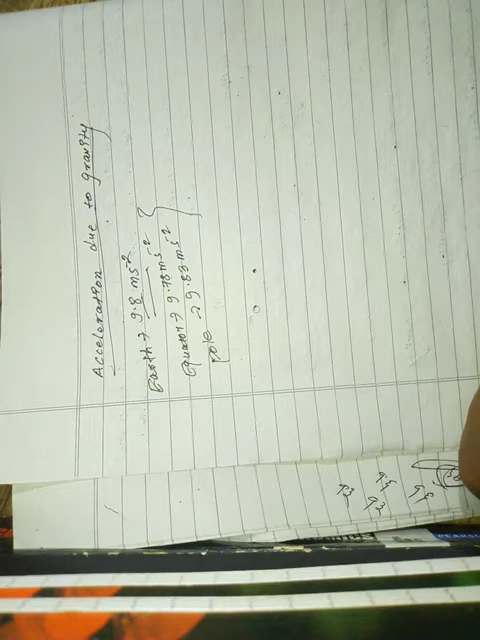 Acceleration due to gravity
Earth → 9.8 ms-2
Equator → 9.78 ms-2
pole → 9.83 ms-2